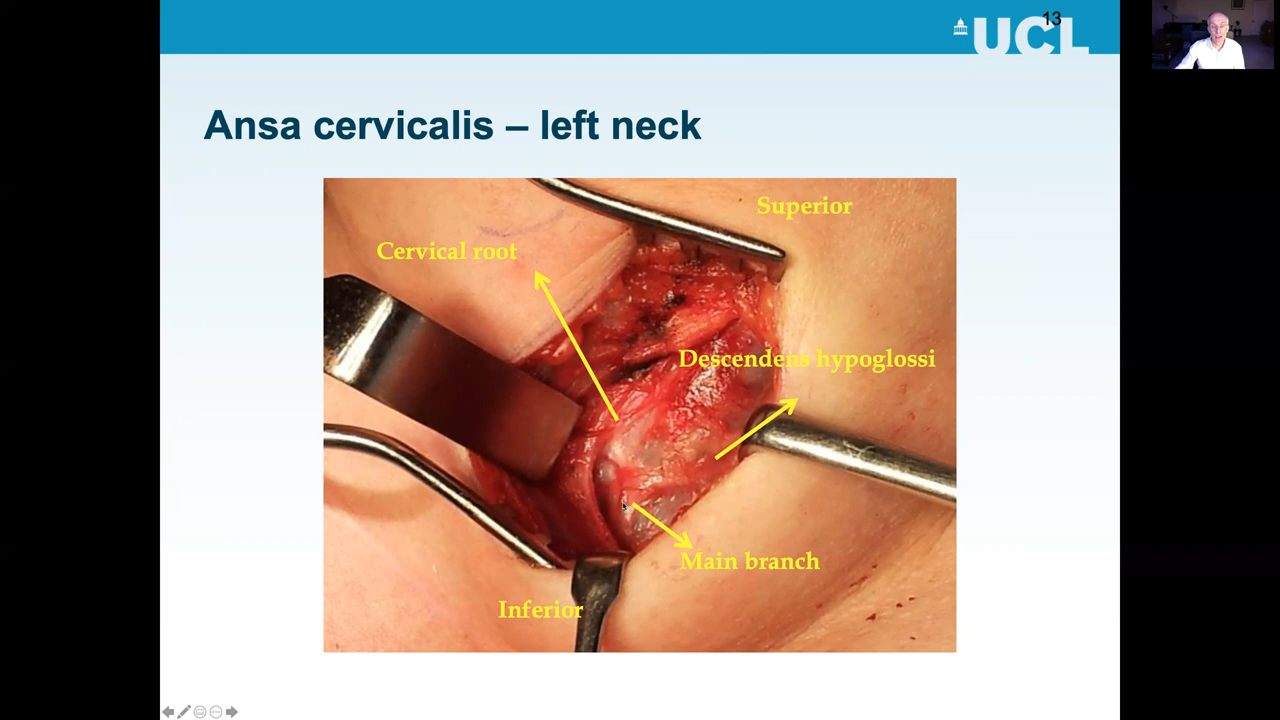 13
UCL
Ansa cervicalis – left neck
Superior
Cervical root
Descendens hypoglossi
Main branch
Inferior